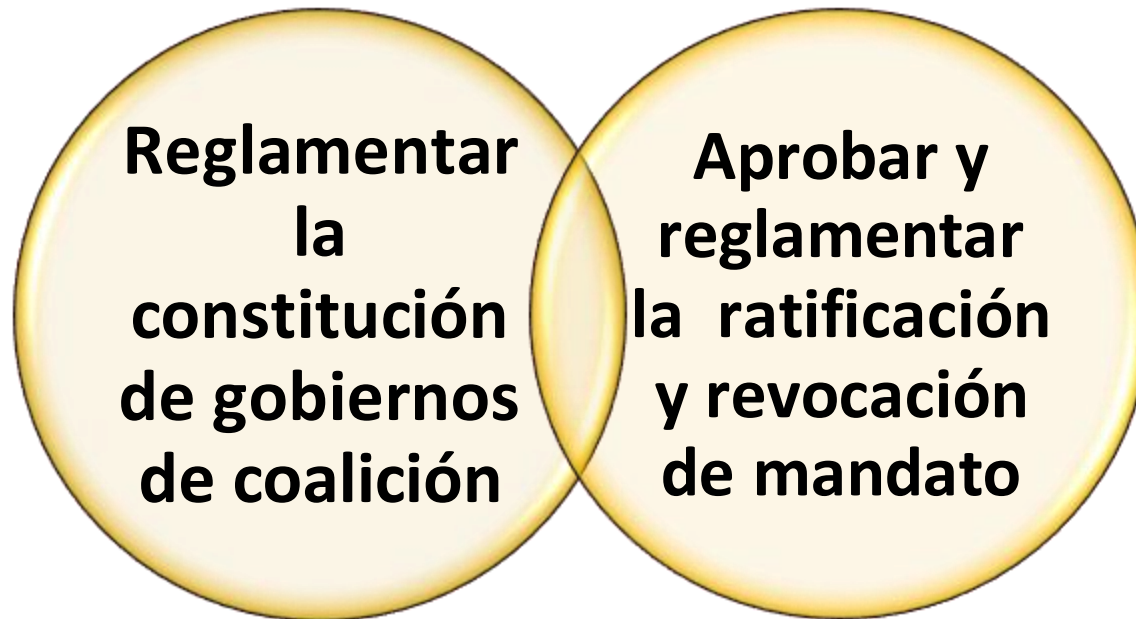 Reglamentar
la
constitución
de gobiernos
de coalición
Aprobar y
reglamentar
la  ratificación
y revocación
de mandato